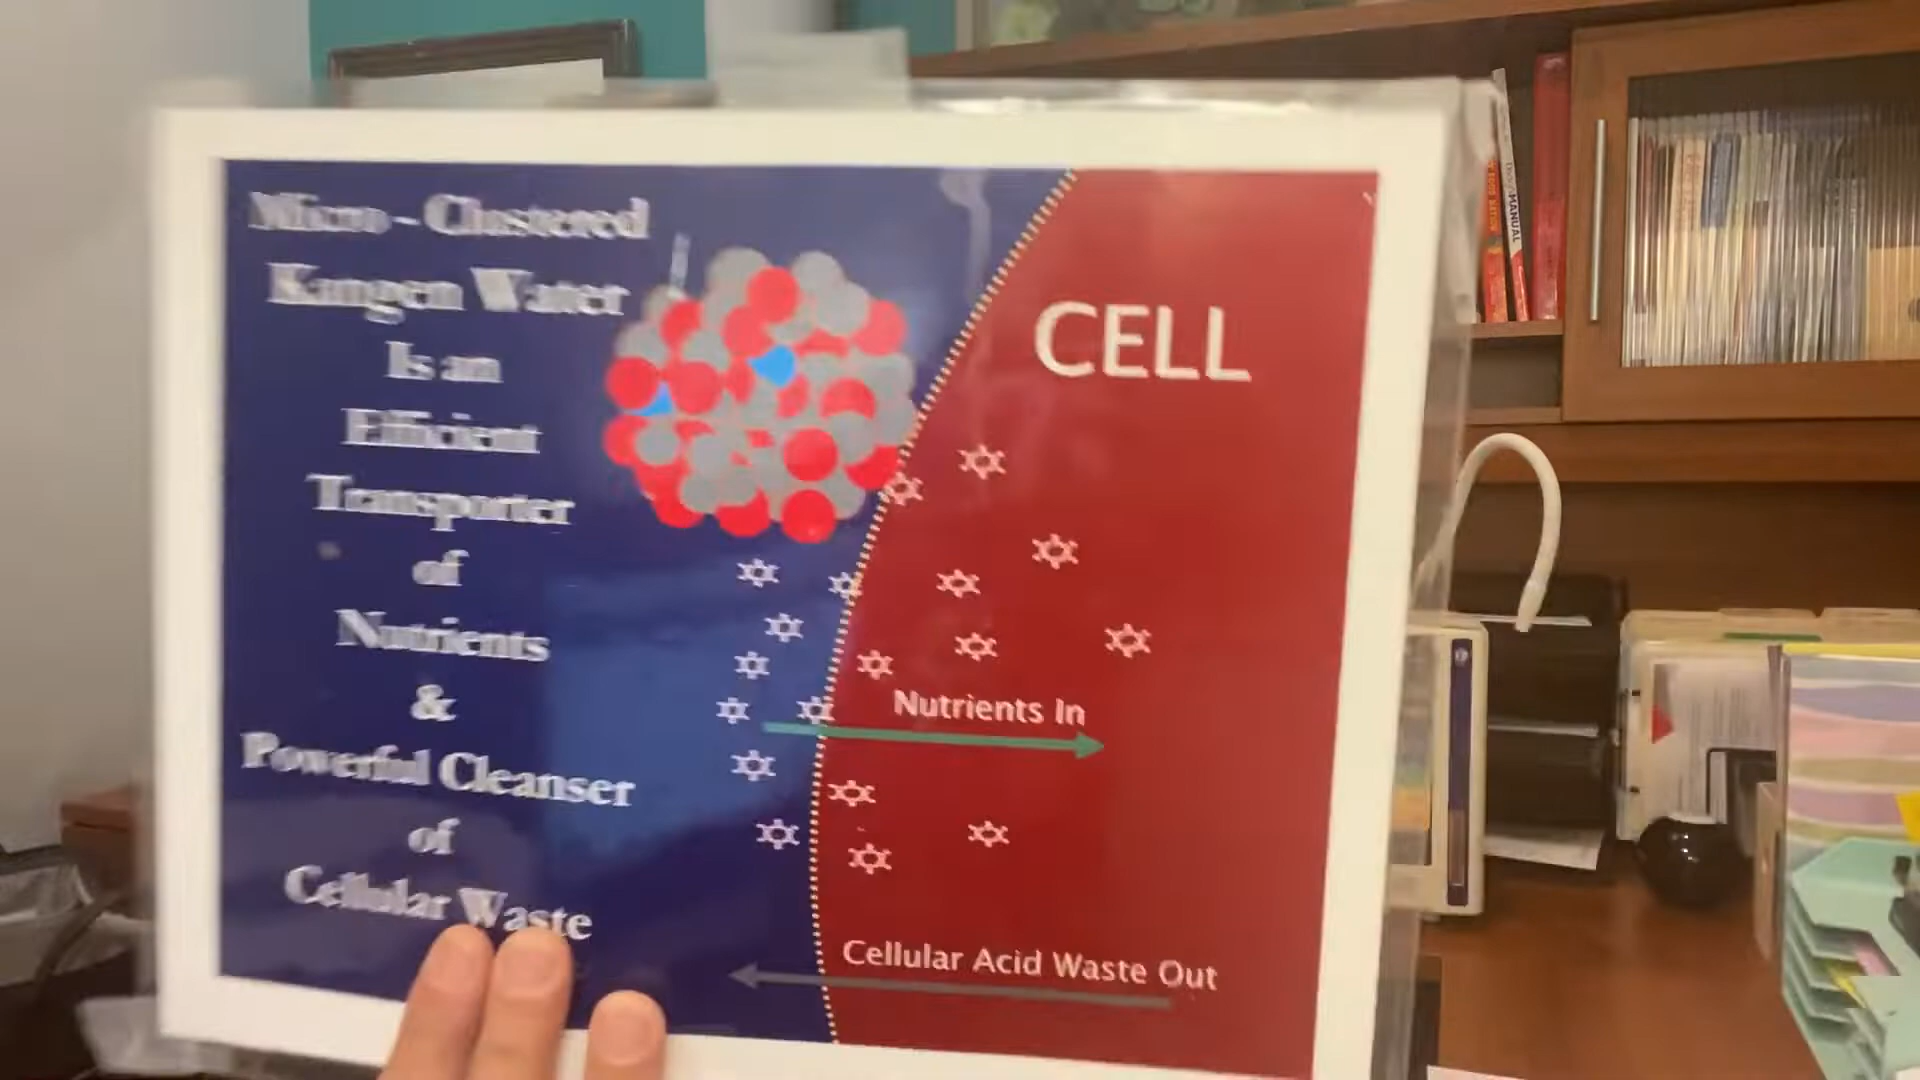 Micro - Clustered
Kangen Water
Is an
Efficient
Transporter
of
Nutrients
&
Powerful Cleanser
of
Cellular Waste
CELL
Nutrients In
Cellular Acid Waste Out
MANUAL